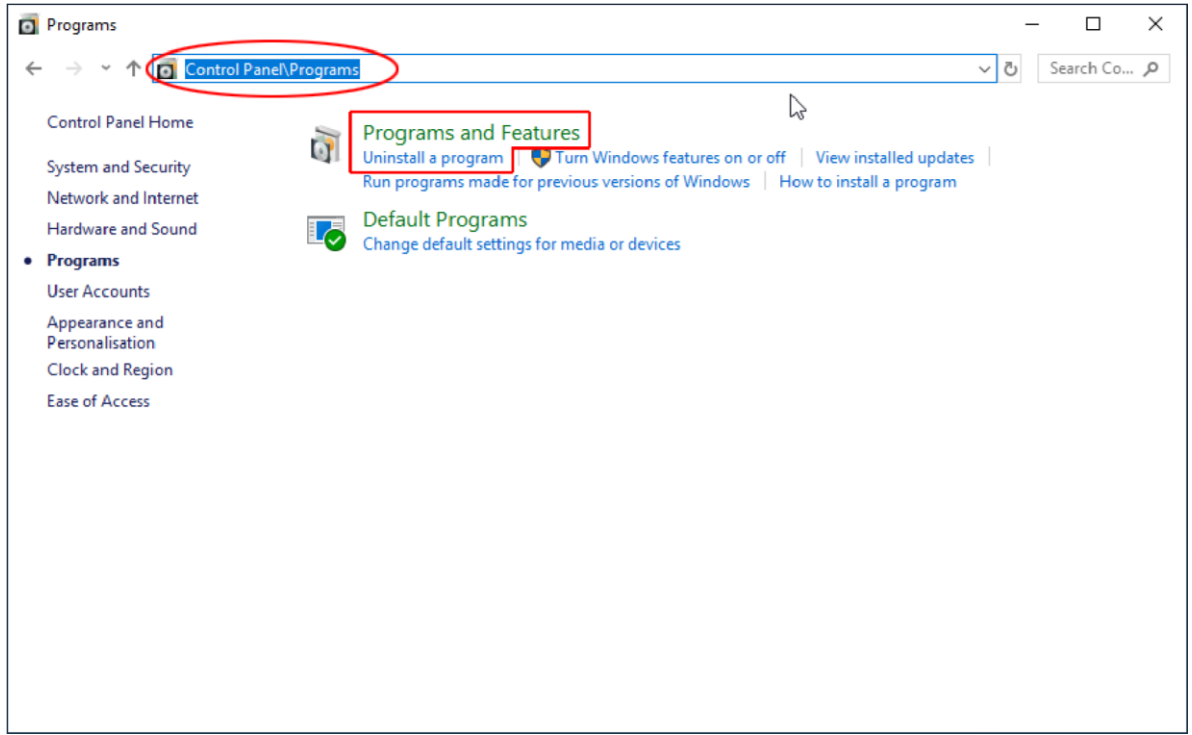 Programs
Control Panel\Programs
Search Co...
Control Panel Home
System and Security
Network and Internet
Hardware and Sound
Programs
User Accounts
Appearance and
Personalisation
Clock and Region
Ease of Access
Programs and Features
Uninstall a program Turn Windows features on or off View installed updates
Run programs made for previous versions of Windows How to install a program
Default Programs
Change default settings for media or devices